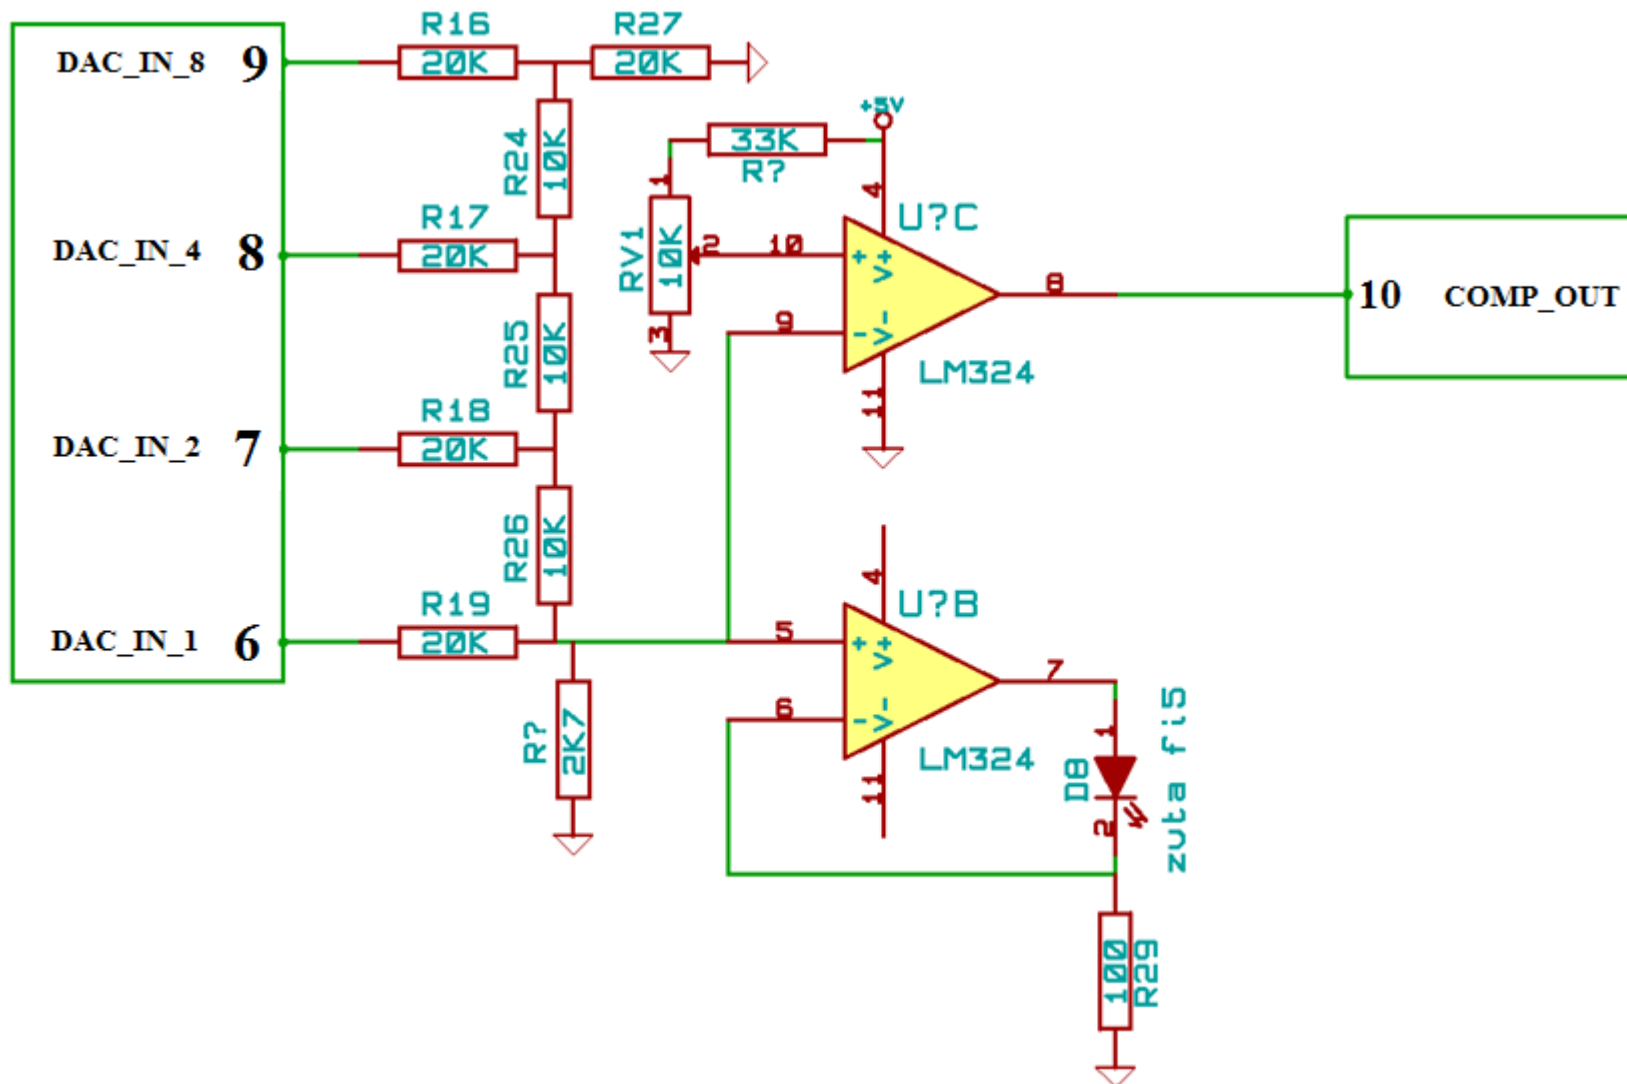 R16
R27
DAC_IN_8 9
20K
20K
+5V
R24
10K
33K
R?
1
4
U?C
R17
DAC_IN_4 8
20K
RV1
10K
2
10
+
V+
8
10 COMP_OUT
3
9
-
V-
R25
10K
LM324
11
R18
DAC_IN_2 7
20K
R26
10K
4
U?B
R19
DAC_IN_1 6
20K
5
+
V+
7
6
-
V-
R?
2K7
LM324
11
1
D8
2
zuta fi5
100
R29